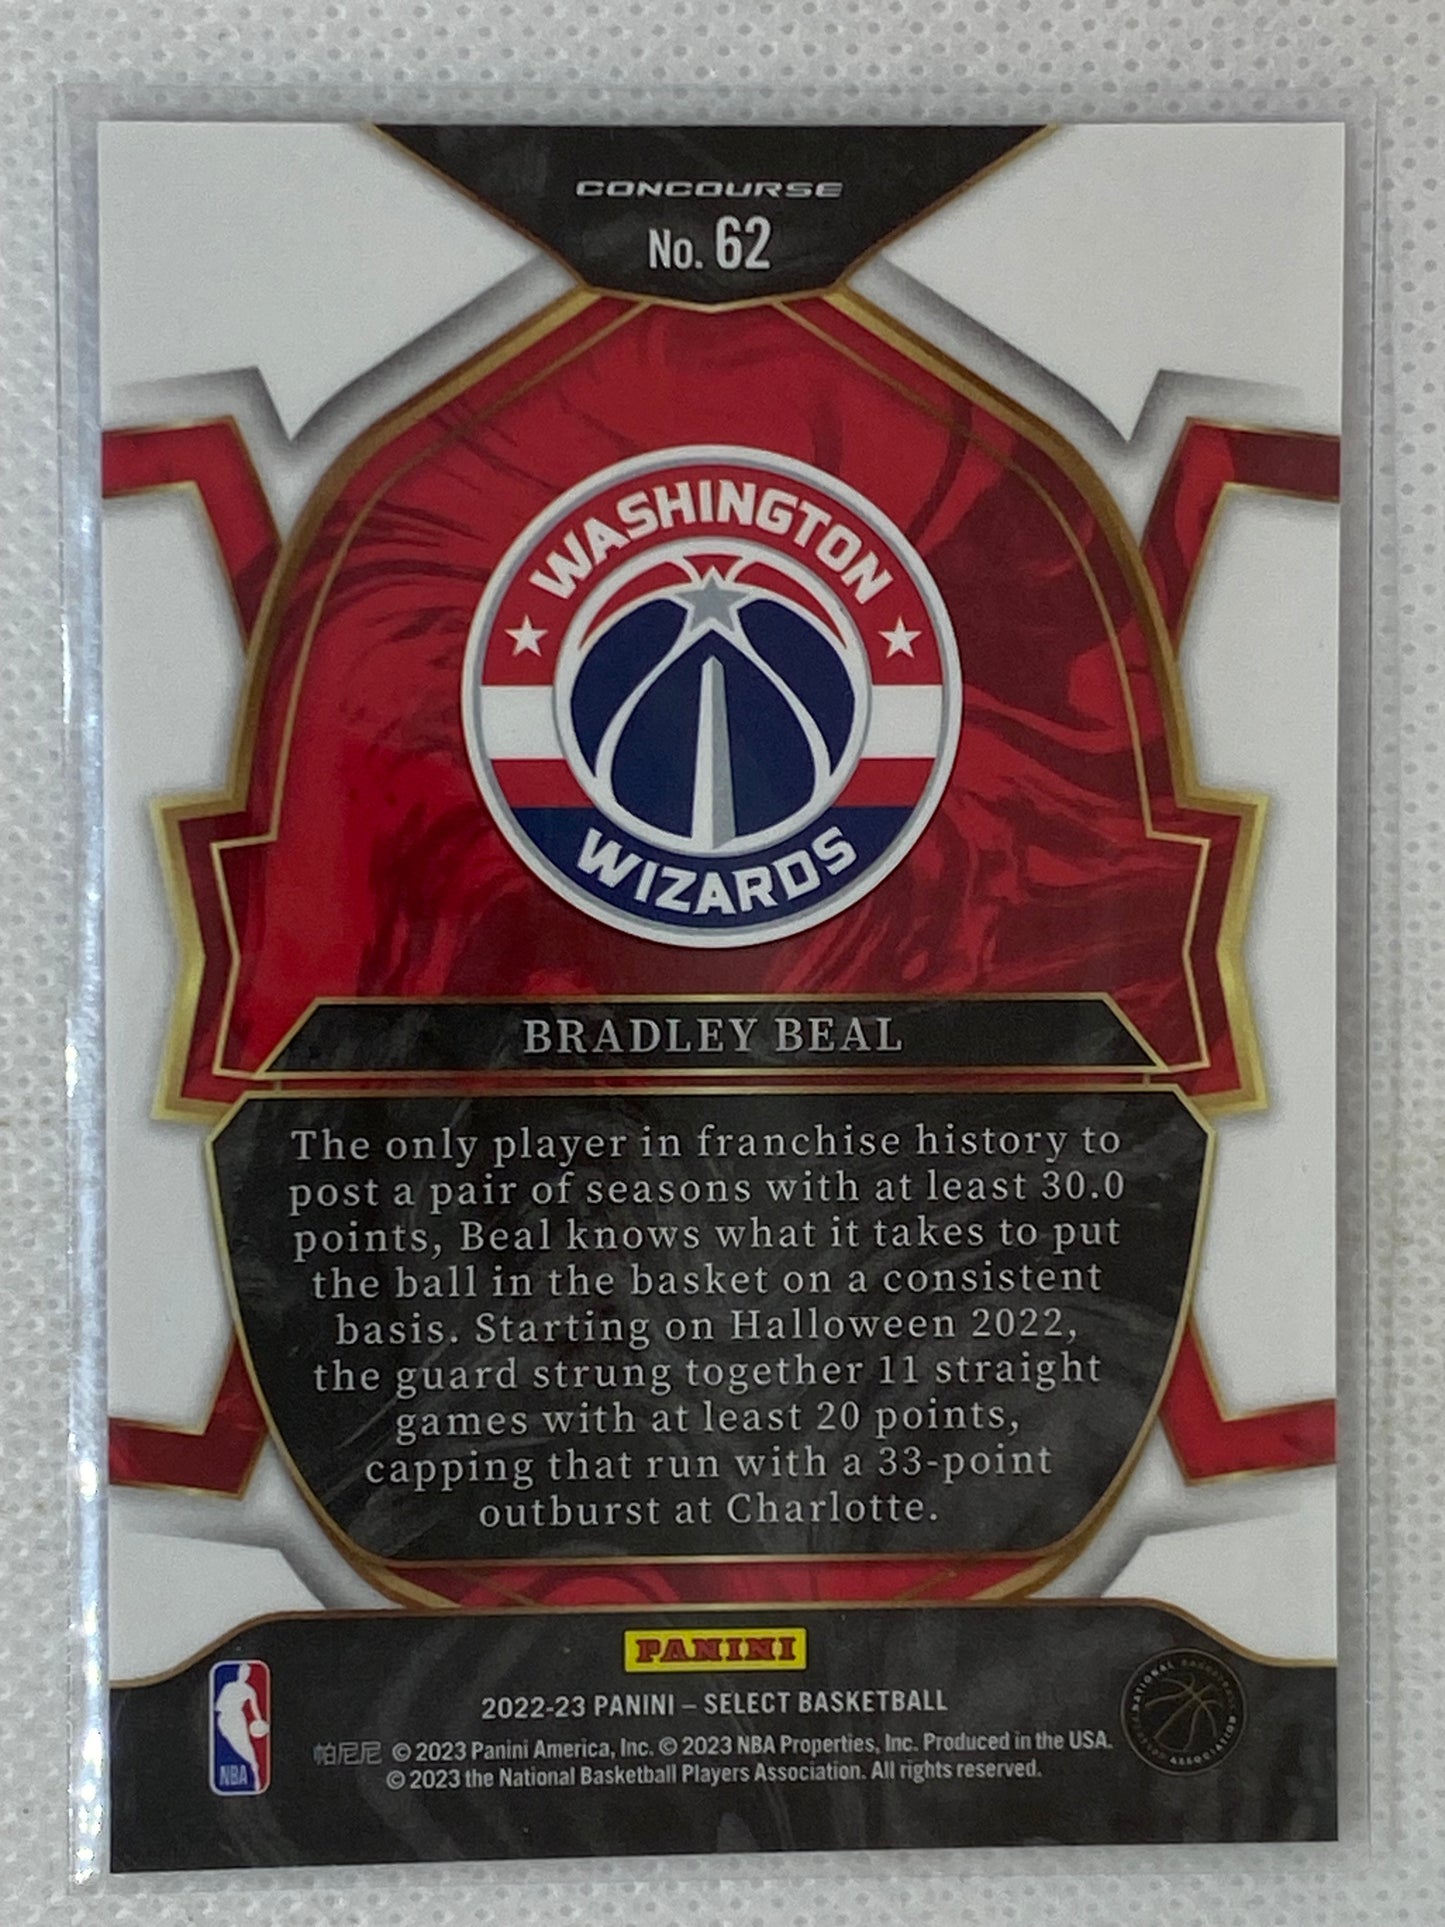 CONCOURSE
No. 62
WASHINGTON
WIZARDS
BRADLEY BEAL
The only player in franchise history to
post a pair of seasons with at least 30.0
points, Beal knows what it takes to put
the ball in the basket on a consistent
basis. Starting on Halloween 2022,
the guard strung together 11 straight
games with at least 20 points,
capping that run with a 33-point
outburst at Charlotte.
PANINI
2022-23 PANINI – SELECT BASKETBALL
帕尼尼 © 2023 Panini America, Inc. © 2023 NBA Properties, Inc. Produced in the USA.
© 2023 the National Basketball Players Association. All rights reserved.
NBA
NATIONAL BASKETBALL PLAYERS ASSOCIATION